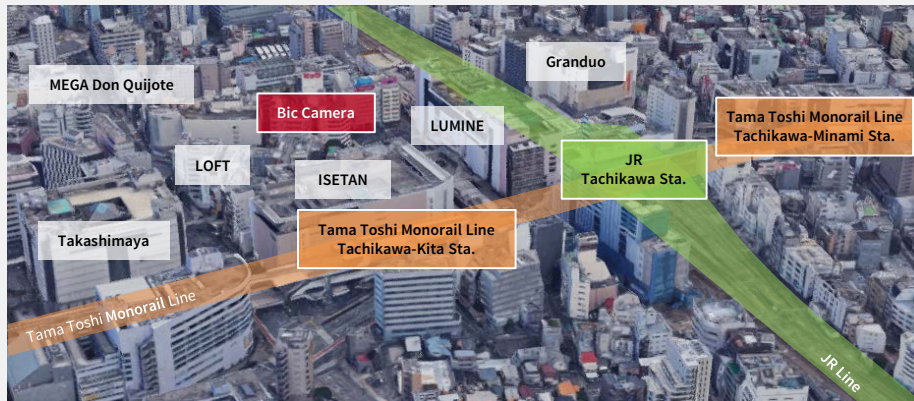 Granduo
MEGA Don Quijote
Bic Camera
LUMINE
Tama Toshi Monorail Line
Tachikawa-Minami Sta.
LOFT
ISETAN
JR
Tachikawa Sta.
Takashimaya
Tama Toshi Monorail Line
Tachikawa-Kita Sta.
Tama Toshi Monorail Line
JR Line